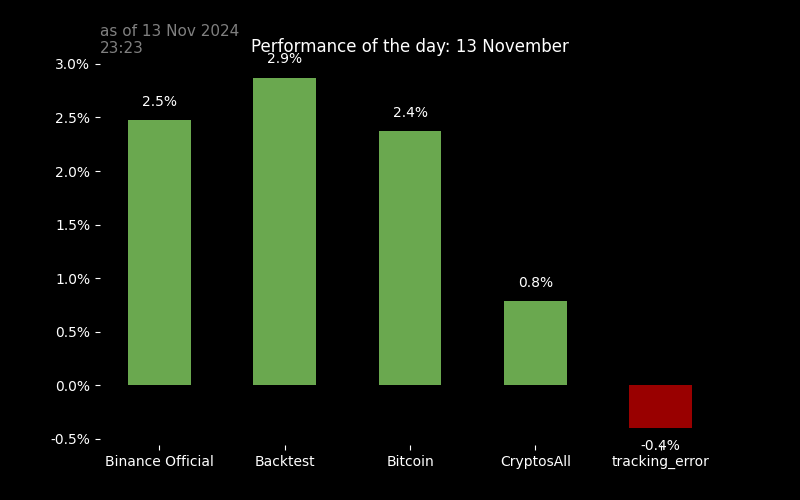 as of 13 Nov 2024
23:23
Performance of the day: 13 November
3.0%
2.5%
2.0%
1.5%
1.0%
0.5%
0.0%
-0.5%
2.5%
2.9%
2.4%
0.8%
-0.4%
Binance Official
Backtest
Bitcoin
CryptosAll
tracking_error